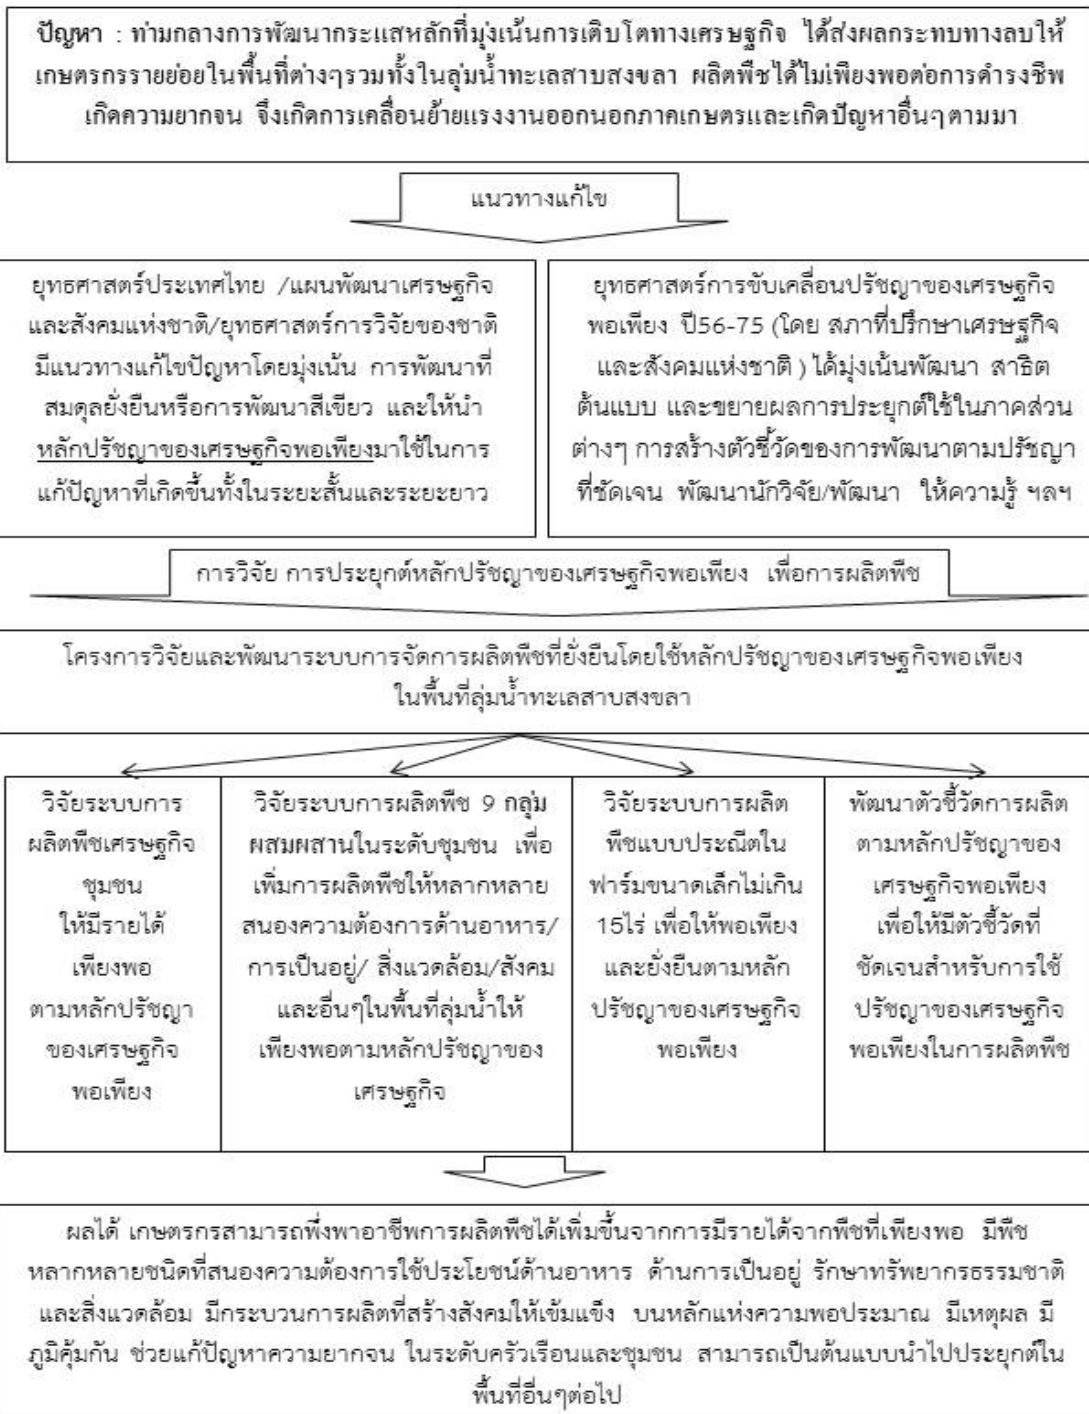 ปัญหา : ท่ามกลางการพัฒนากระแสหลักที่มุ่งเน้นการเติบโตทางเศรษฐกิจ ได้ส่งผลกระทบทางลบให้
เกษตรกรรายย่อยในพื้นที่ต่างๆรวมทั้งในลุ่มน้ำทะเลสาบสงขลา ผลิตพืชได้ไม่เพียงพอต่อการดำรงชีพ
เกิดความยากจน จึงเกิดการเคลื่อนย้ายแรงงานออกนอกภาคเกษตรและเกิดปัญหาอื่นๆตามมา
แนวทางแก้ไข
ยุทธศาสตร์ประเทศไทย /แผนพัฒนาเศรษฐกิจ
และสังคมแห่งชาติ/ยุทธศาสตร์การวิจัยของชาติ
มีแนวทางแก้ไขปัญหาโดยมุ่งเน้น การพัฒนาที่
สมดุลยั่งยืนหรือการพัฒนาสีเขียว และให้นำ
หลักปรัชญาของเศรษฐกิจพอเพียงมาใช้ในการ
แก้ปัญหาที่เกิดขึ้นทั้งในระยะสั้นและระยะยาว
ยุทธศาสตร์การขับเคลื่อนปรัชญาของเศรษฐกิจ
พอเพียง ปี56-75 (โดย สภาที่ปรึกษาเศรษฐกิจ
และสังคมแห่งชาติ ) ได้มุ่งเน้นพัฒนา สาธิต
ต้นแบบ และขยายผลการประยุกต์ใช้ในภาคส่วน
ต่างๆ การสร้างตัวชี้วัดของการพัฒนาตามปรัชญา
ที่ชัดเจน พัฒนานักวิจัย/พัฒนา ให้ความรู้ ฯลฯ
การวิจัย การประยุกต์หลักปรัชญาของเศรษฐกิจพอเพียง เพื่อการผลิตพืช
โครงการวิจัยและพัฒนาระบบการจัดการผลิตพืชที่ยั่งยืนโดยใช้หลักปรัชญาของเศรษฐกิจพอเพียง
ในพื้นที่ลุ่มน้ำทะเลสาบสงขลา
วิจัยระบบการ
ผลิตพืชเศรษฐกิจ
ชุมชน
ให้มีรายได้
เพียงพอ
ตามหลักปรัชญา
ของเศรษฐกิจ
พอเพียง
วิจัยระบบการผลิตพืช 9 กลุ่ม
ผสมผสานในระดับชุมชน เพื่อ
เพิ่มการผลิตพืชให้หลากหลาย
สนองความต้องการด้านอาหาร/
การเป็นอยู่/ สิ่งแวดล้อม/สังคม
และอื่นๆในพื้นที่ลุ่มน้ำให้
เพียงพอตามหลักปรัชญาของ
เศรษฐกิจ
วิจัยระบบการผลิต
พืชแบบประณีตใน
ฟาร์มขนาดเล็กไม่เกิน
15ไร่ เพื่อให้พอเพียง
และยั่งยืนตามหลัก
ปรัชญาของเศรษฐกิจ
พอเพียง
พัฒนาตัวชี้วัดการผลิต
ตามหลักปรัชญาของ
เศรษฐกิจพอเพียง
เพื่อให้มีตัวชี้วัดที่
ชัดเจนสำหรับการใช้
ปรัชญาของเศรษฐกิจ
พอเพียงในการผลิตพืช
ผลได้ เกษตรกรสามารถพึ่งพาอาชีพการผลิตพืชได้เพิ่มขึ้นจากการมีรายได้จากพืชที่เพียงพอ มีพืช
หลากหลายชนิดที่สนองความต้องการใช้ประโยชน์ด้านอาหาร ด้านการเป็นอยู่ รักษาทรัพยากรธรรมชาติ
และสิ่งแวดล้อม มีกระบวนการผลิตที่สร้างสังคมให้เข้มแข็ง บนหลักแห่งความพอประมาณ มีเหตุผล มี
ภูมิคุ้มกัน ช่วยแก้ปัญหาความยากจน ในระดับครัวเรือนและชุมชน สามารถเป็นต้นแบบนำไปประยุกต์ใน
พื้นที่อื่นๆต่อไป